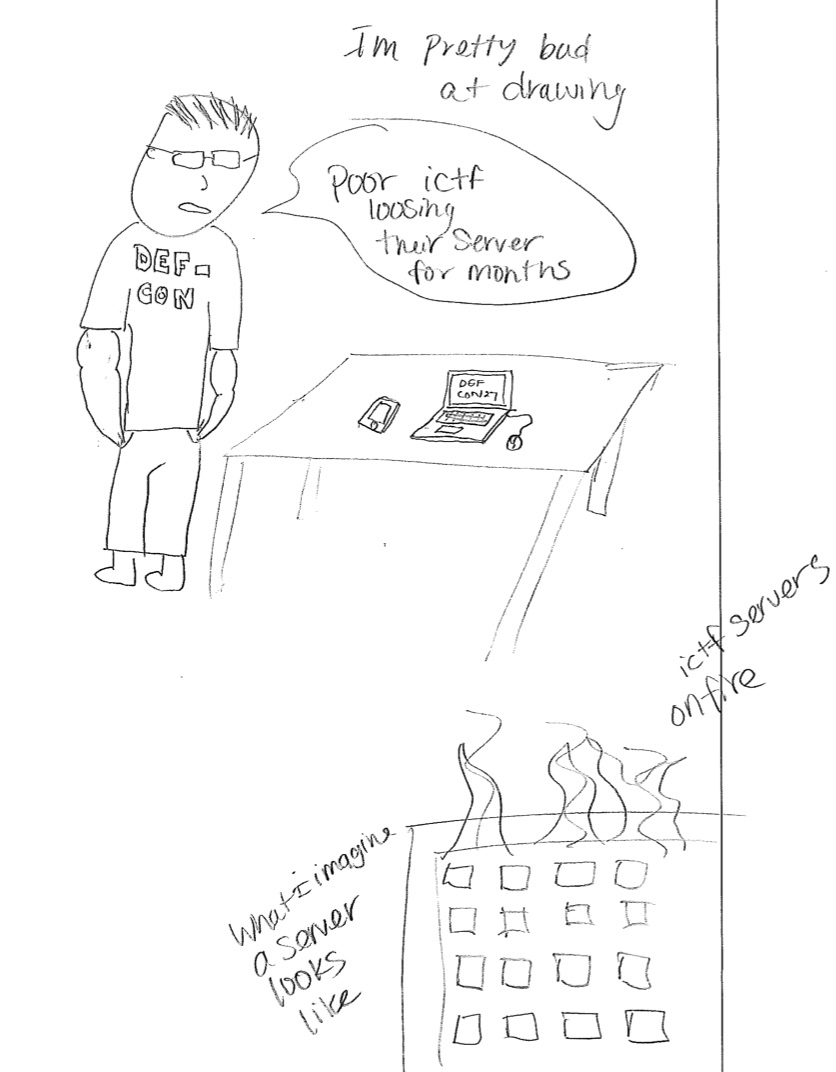 Im pretty bad
at drawing
Poor ictf
loosing
their server
for months
DEF-
CON
DEF
CON27
ictf servers
on fire
What I imagine
a server
looks
like